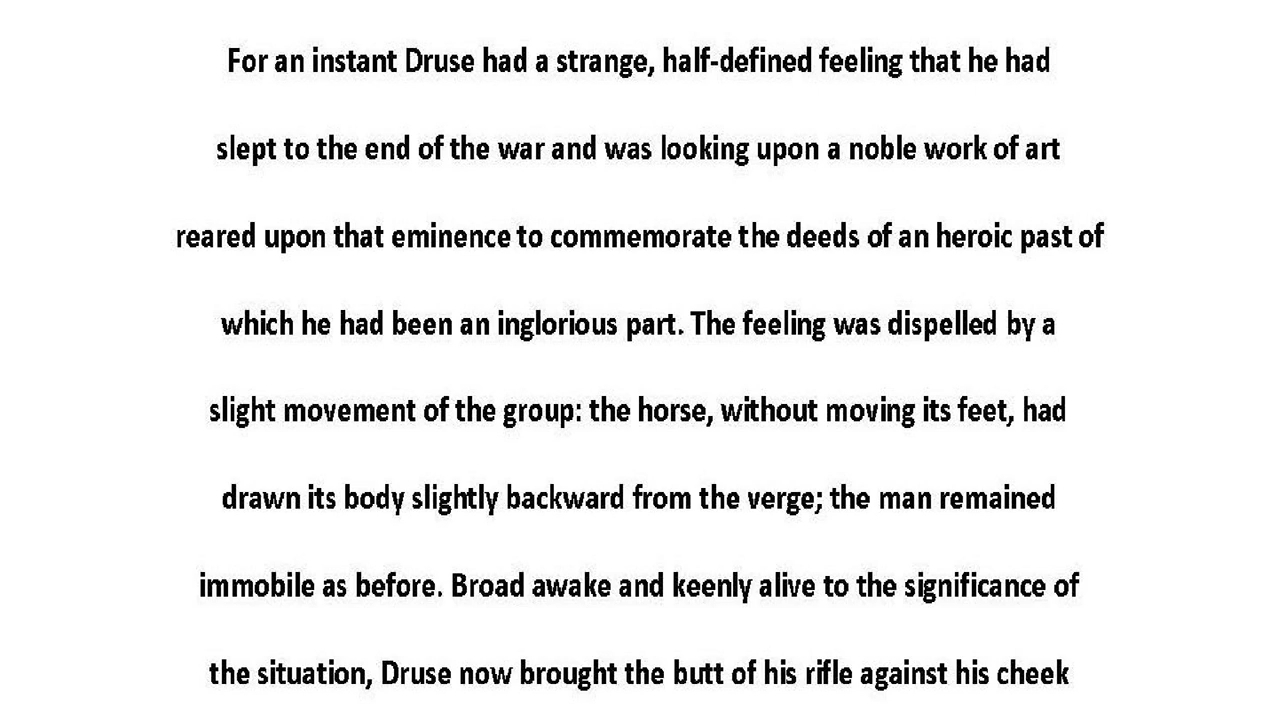 For an instant Druse had a strange, half-defined feeling that he had
slept to the end of the war and was looking upon a noble work of art
reared upon that eminence to commemorate the deeds of an heroic past of
which he had been an inglorious part. The feeling was dispelled by a
slight movement of the group: the horse, without moving its feet, had
drawn its body slightly backward from the verge; the man remained
immobile as before. Broad awake and keenly alive to the significance of
the situation, Druse now brought the butt of his rifle against his cheek